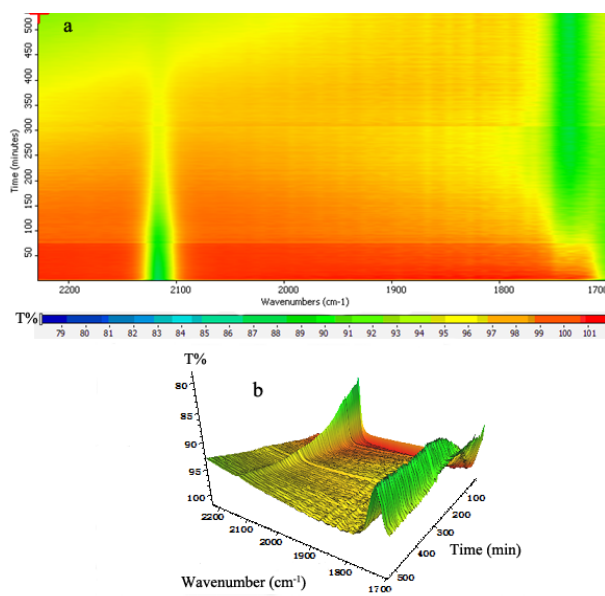 a
500
450
400
350
300
250
200
150
100
50
Time (minutes)
2200 2100 2000 1900 1800 1700
Wavenumbers (cm-1)
T% 79 80 81 82 83 84 85 86 87 88 89 90 91 92 93 94 95 96 97 98 99 100 101
b
T%
80
85
90
95
100
2200 2100 2000 1900 1800 1700
Wavenumber (cm⁻¹)
100
200
300
400
500
Time (min)